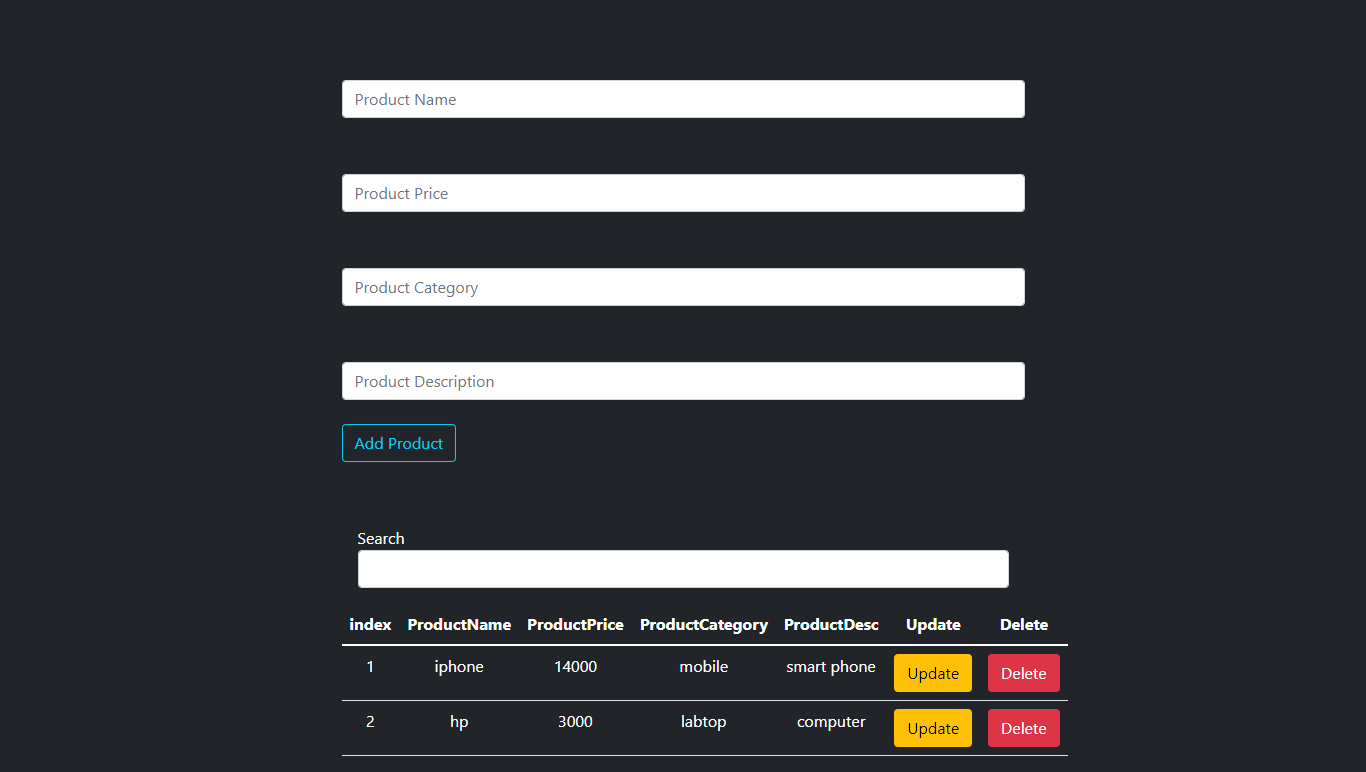 Product Name
Product Price
Product Category
Product Description
Add Product
Search
index ProductName ProductPrice ProductCategory ProductDesc Update Delete
1 iphone 14000 mobile smart phone Update Delete
2 hp 3000 labtop computer Update Delete